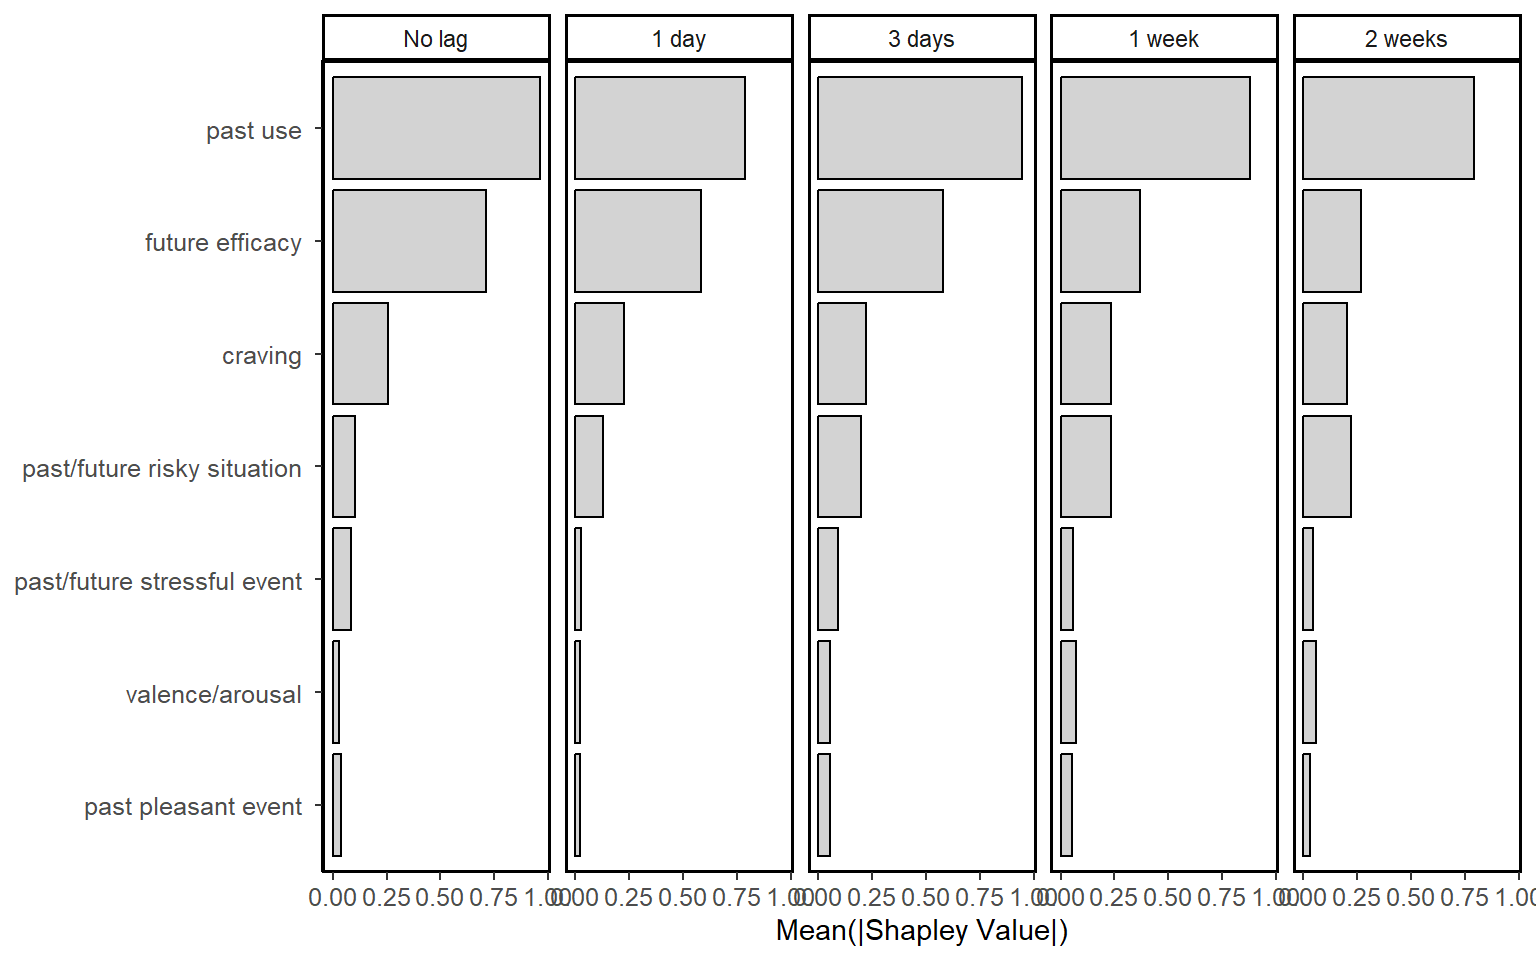 No lag 1 day 3 days 1 week 2 weeks
past use
future efficacy
craving
past/future risky situation
past/future stressful event
valence/arousal
past pleasant event
0.00 0.25 0.50 0.75 1.00 0.00 0.25 0.50 0.75 1.00 0.00 0.25 0.50 0.75 1.00 0.00 0.25 0.50 0.75 1.00 0.00 0.25 0.50 0.75 1.00
Mean(|Shapley Value|)